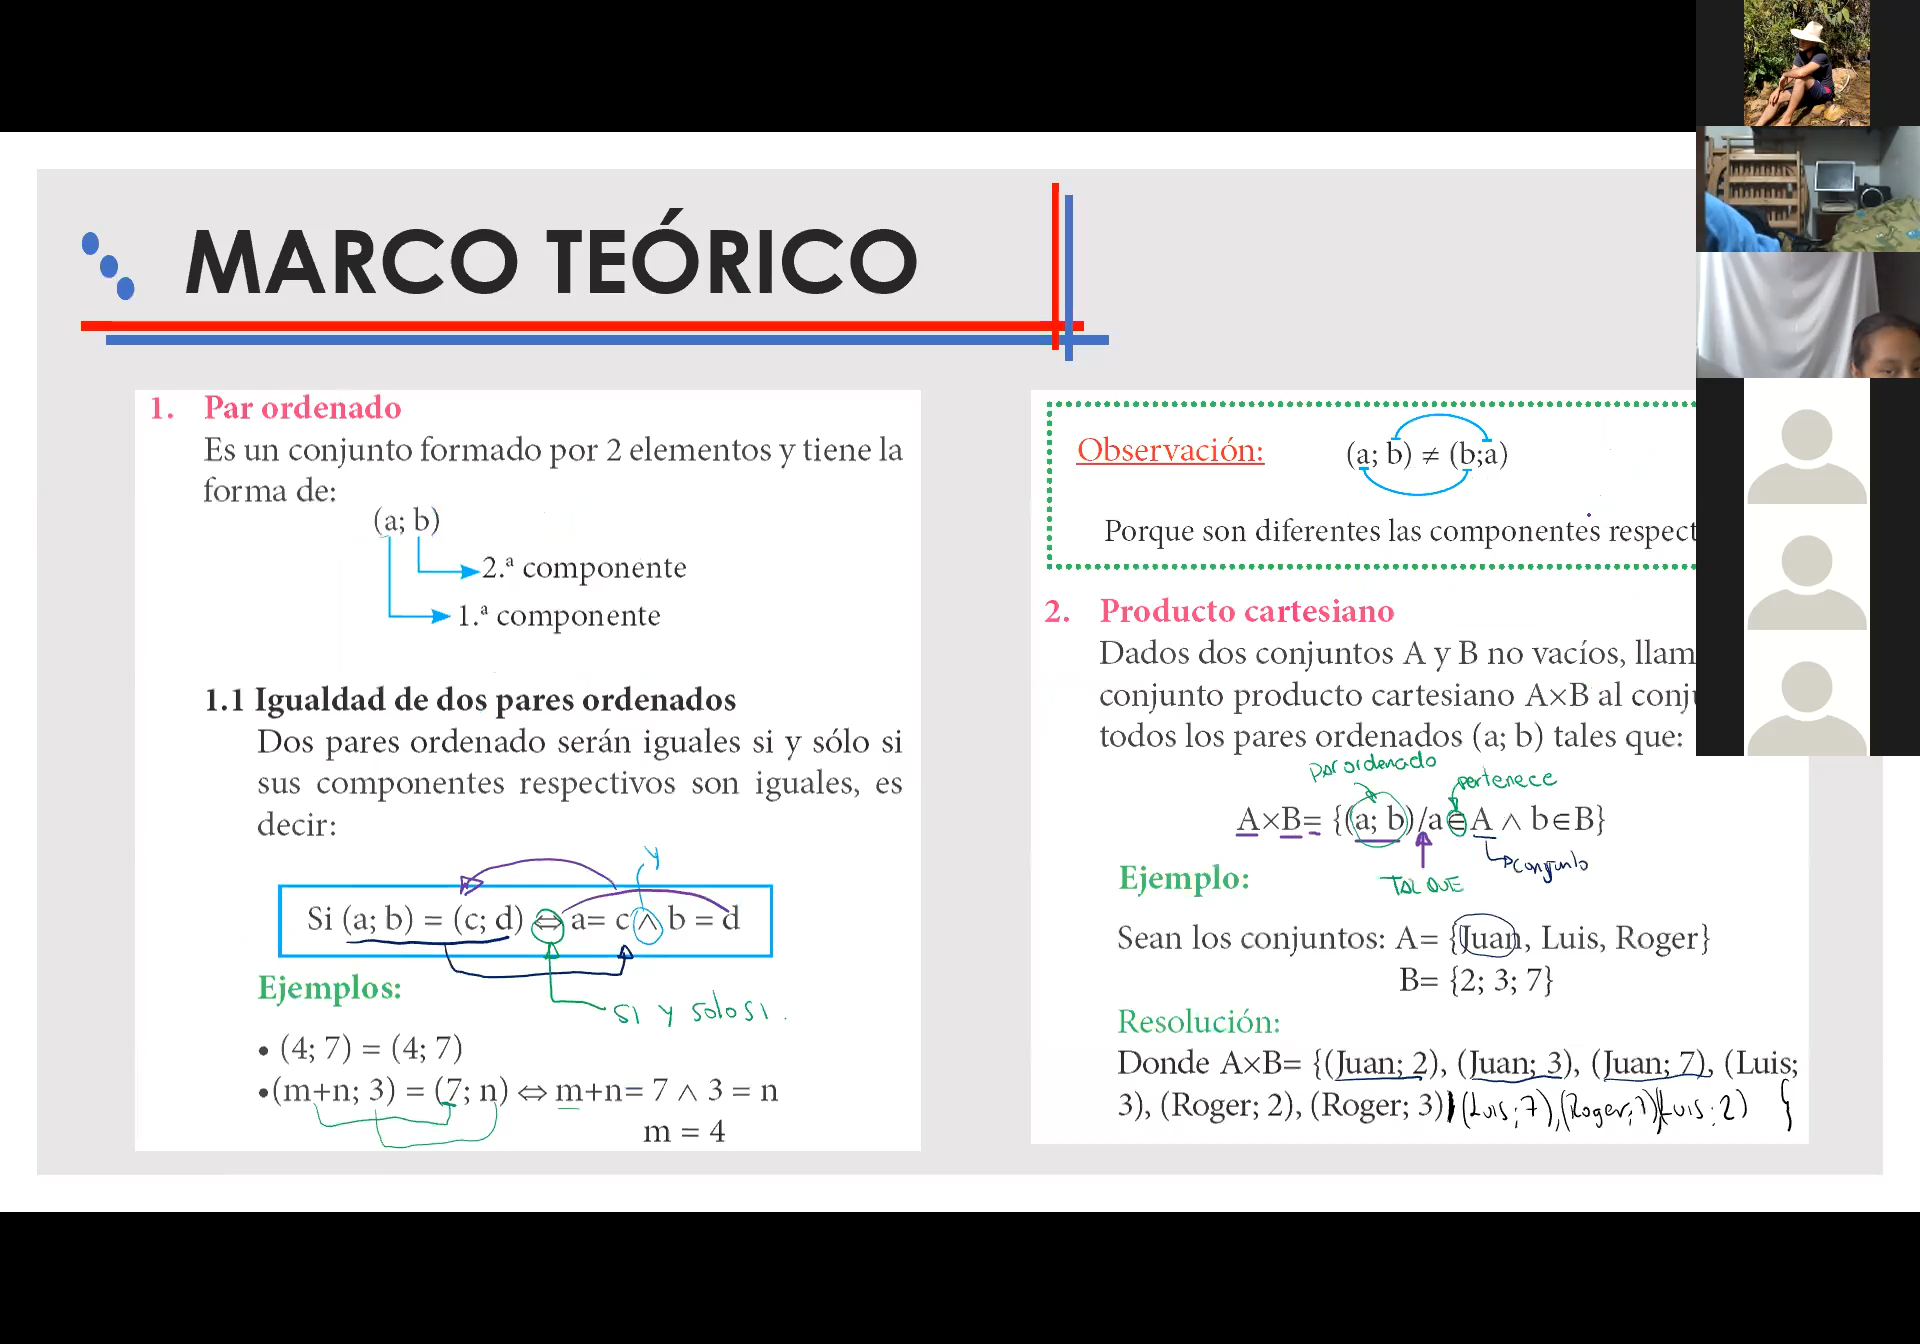 MARCO TEÓRICO
1. Par ordenado
Es un conjunto formado por 2 elementos y tiene la
forma de:
(a; b)
2.ª componente
1.ª componente
1.1 Igualdad de dos pares ordenados
Dos pares ordenado serán iguales si y sólo si
sus componentes respectivos son iguales, es
decir:
y
Si (a; b) = (c; d) ⇔ a= c ∧ b = d
Ejemplos:
SI Y SOLO SI.
• (4; 7) = (4; 7)
•(m+n; 3) = (7; n) ⇔ m+n= 7 ∧ 3 = n
m = 4
Observación: (a; b) ≠ (b;a)
Porque son diferentes las componentes respect
2. Producto cartesiano
Dados dos conjuntos A y B no vacíos, llam
conjunto producto cartesiano A×B al conj
todos los pares ordenados (a; b) tales que:
par ordenado
pertenece
A×B= {(a; b)/a∈A ∧ b∈B}
conjunto
TAL QUE
Ejemplo:
Sean los conjuntos: A= {Juan, Luis, Roger}
B= {2; 3; 7}
Resolución:
Donde A×B= {(Juan; 2), (Juan; 3), (Juan; 7), (Luis;
3), (Roger; 2), (Roger; 3), (Luis; 7), (Roger; 7), (Luis; 2) }